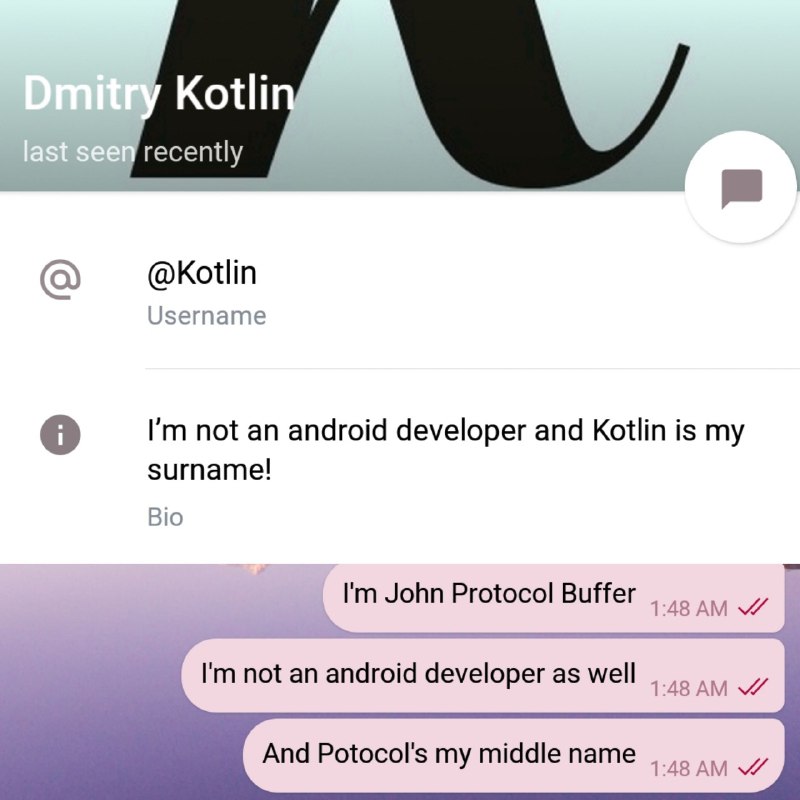 Dmitry Kotlin
last seen recently
@Kotlin
Username
I’m not an android developer and Kotlin is my
surname!
Bio
I'm John Protocol Buffer 1:48 AM
I'm not an android developer as well 1:48 AM
And Potocol's my middle name 1:48 AM